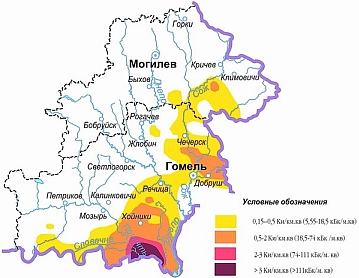 Горки
Могилев
Кричев
Климовичи
Быхов
Днепр
Сож
Рогачев
Бобруйск
Чечерск
Жлобин
Светлогорск
Гомель
Речица
Добруш
Петриков
Калинковичи
Мозырь
Хойники
Словечна
Условные обозначения
0,15-0,5 Ки/км.кв (5,55-18,5 кБк/м.кв)
0,5-2 Ки/км.кв (18,5-74 кБк /м.кв)
2-3 Ки/км.кв (74-111 кБк/м.кв)
> 3 Ки/км.кв (>111кБк/м.кв)